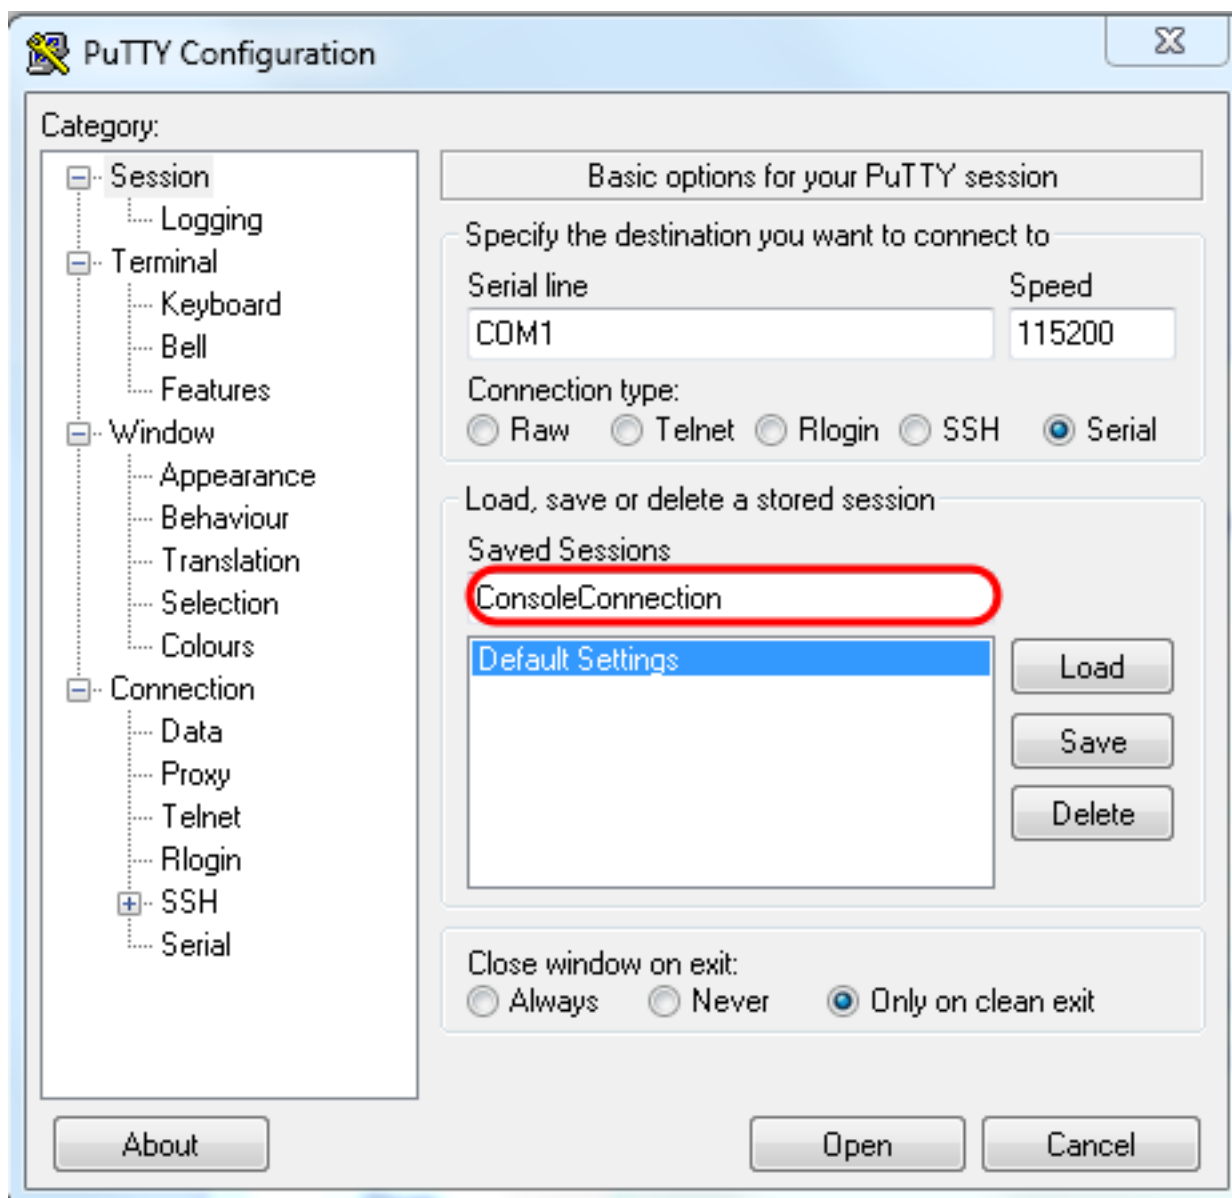 PuTTY Configuration
Category:
Session
Logging
Terminal
Keyboard
Bell
Features
Window
Appearance
Behaviour
Translation
Selection
Colours
Connection
Data
Proxy
Telnet
Rlogin
SSH
Serial
Basic options for your PuTTY session
Specify the destination you want to connect to
Serial line Speed
COM1 115200
Connection type:
Raw Telnet Rlogin SSH Serial
Load, save or delete a stored session
Saved Sessions
ConsoleConnection
Default Settings
Load
Save
Delete
Close window on exit:
Always Never Only on clean exit
About Open Cancel